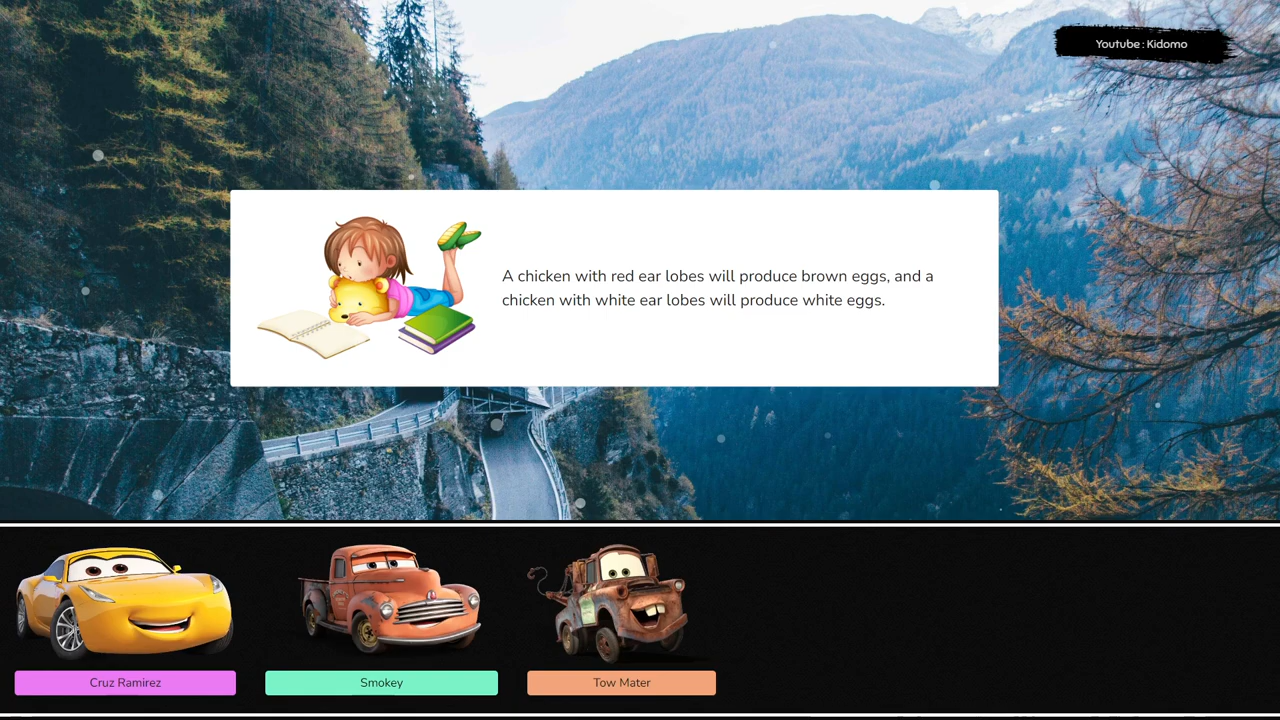 Youtube : Kidomo
A chicken with red ear lobes will produce brown eggs, and a
chicken with white ear lobes will produce white eggs.
Cruz Ramirez
Smokey
Tow Mater